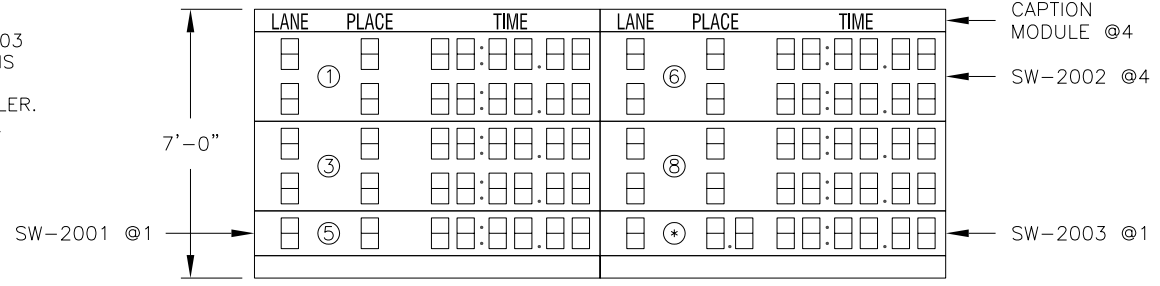 CAPTION
MODULE @4
LANE PLACE TIME LANE PLACE TIME
03
LER.
1 6
SW-2002 @4
7'-0"
3 8
SW-2001 @1
5 *
SW-2003 @1